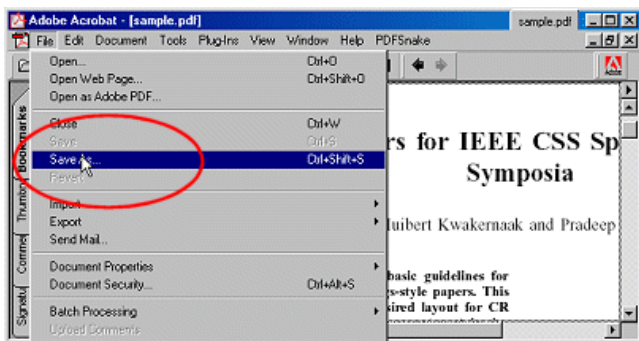 Adobe Acrobat - [sample.pdf]
sample.pdf
File Edit Document Tools Plug-Ins View Window Help PDFSnake
Open... Ctrl+O
Open Web Page... Ctrl+Shift+O
Open as Adobe PDF...
Close Ctrl+W
Save Ctrl+S
Save As... Ctrl+Shift+S
Revert
Import
Export
Send Mail...
Document Properties
Document Security... Ctrl+Alt+S
Batch Processing
Upload Comments
Bookmarks
Thumbn
Commen
Signatu
Adobe
rs for IEEE CSS Sp
Symposia
Huibert Kwakernaak and Pradeep
basic guidelines for
s-style papers. This
sired layout for CR